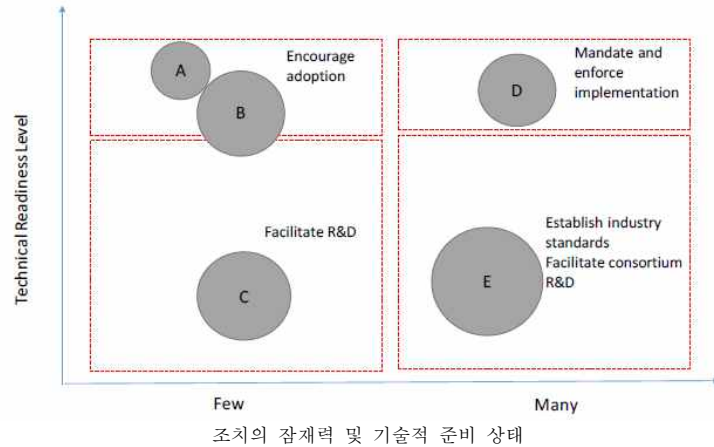 Technical Readiness Level
A
B
Encourage
adoption
D
Mandate and
enforce
implementation
C
Facilitate R&D
E
Establish industry
standards
Facilitate consortium
R&D
Few
Many
조치의 잠재력 및 기술적 준비 상태